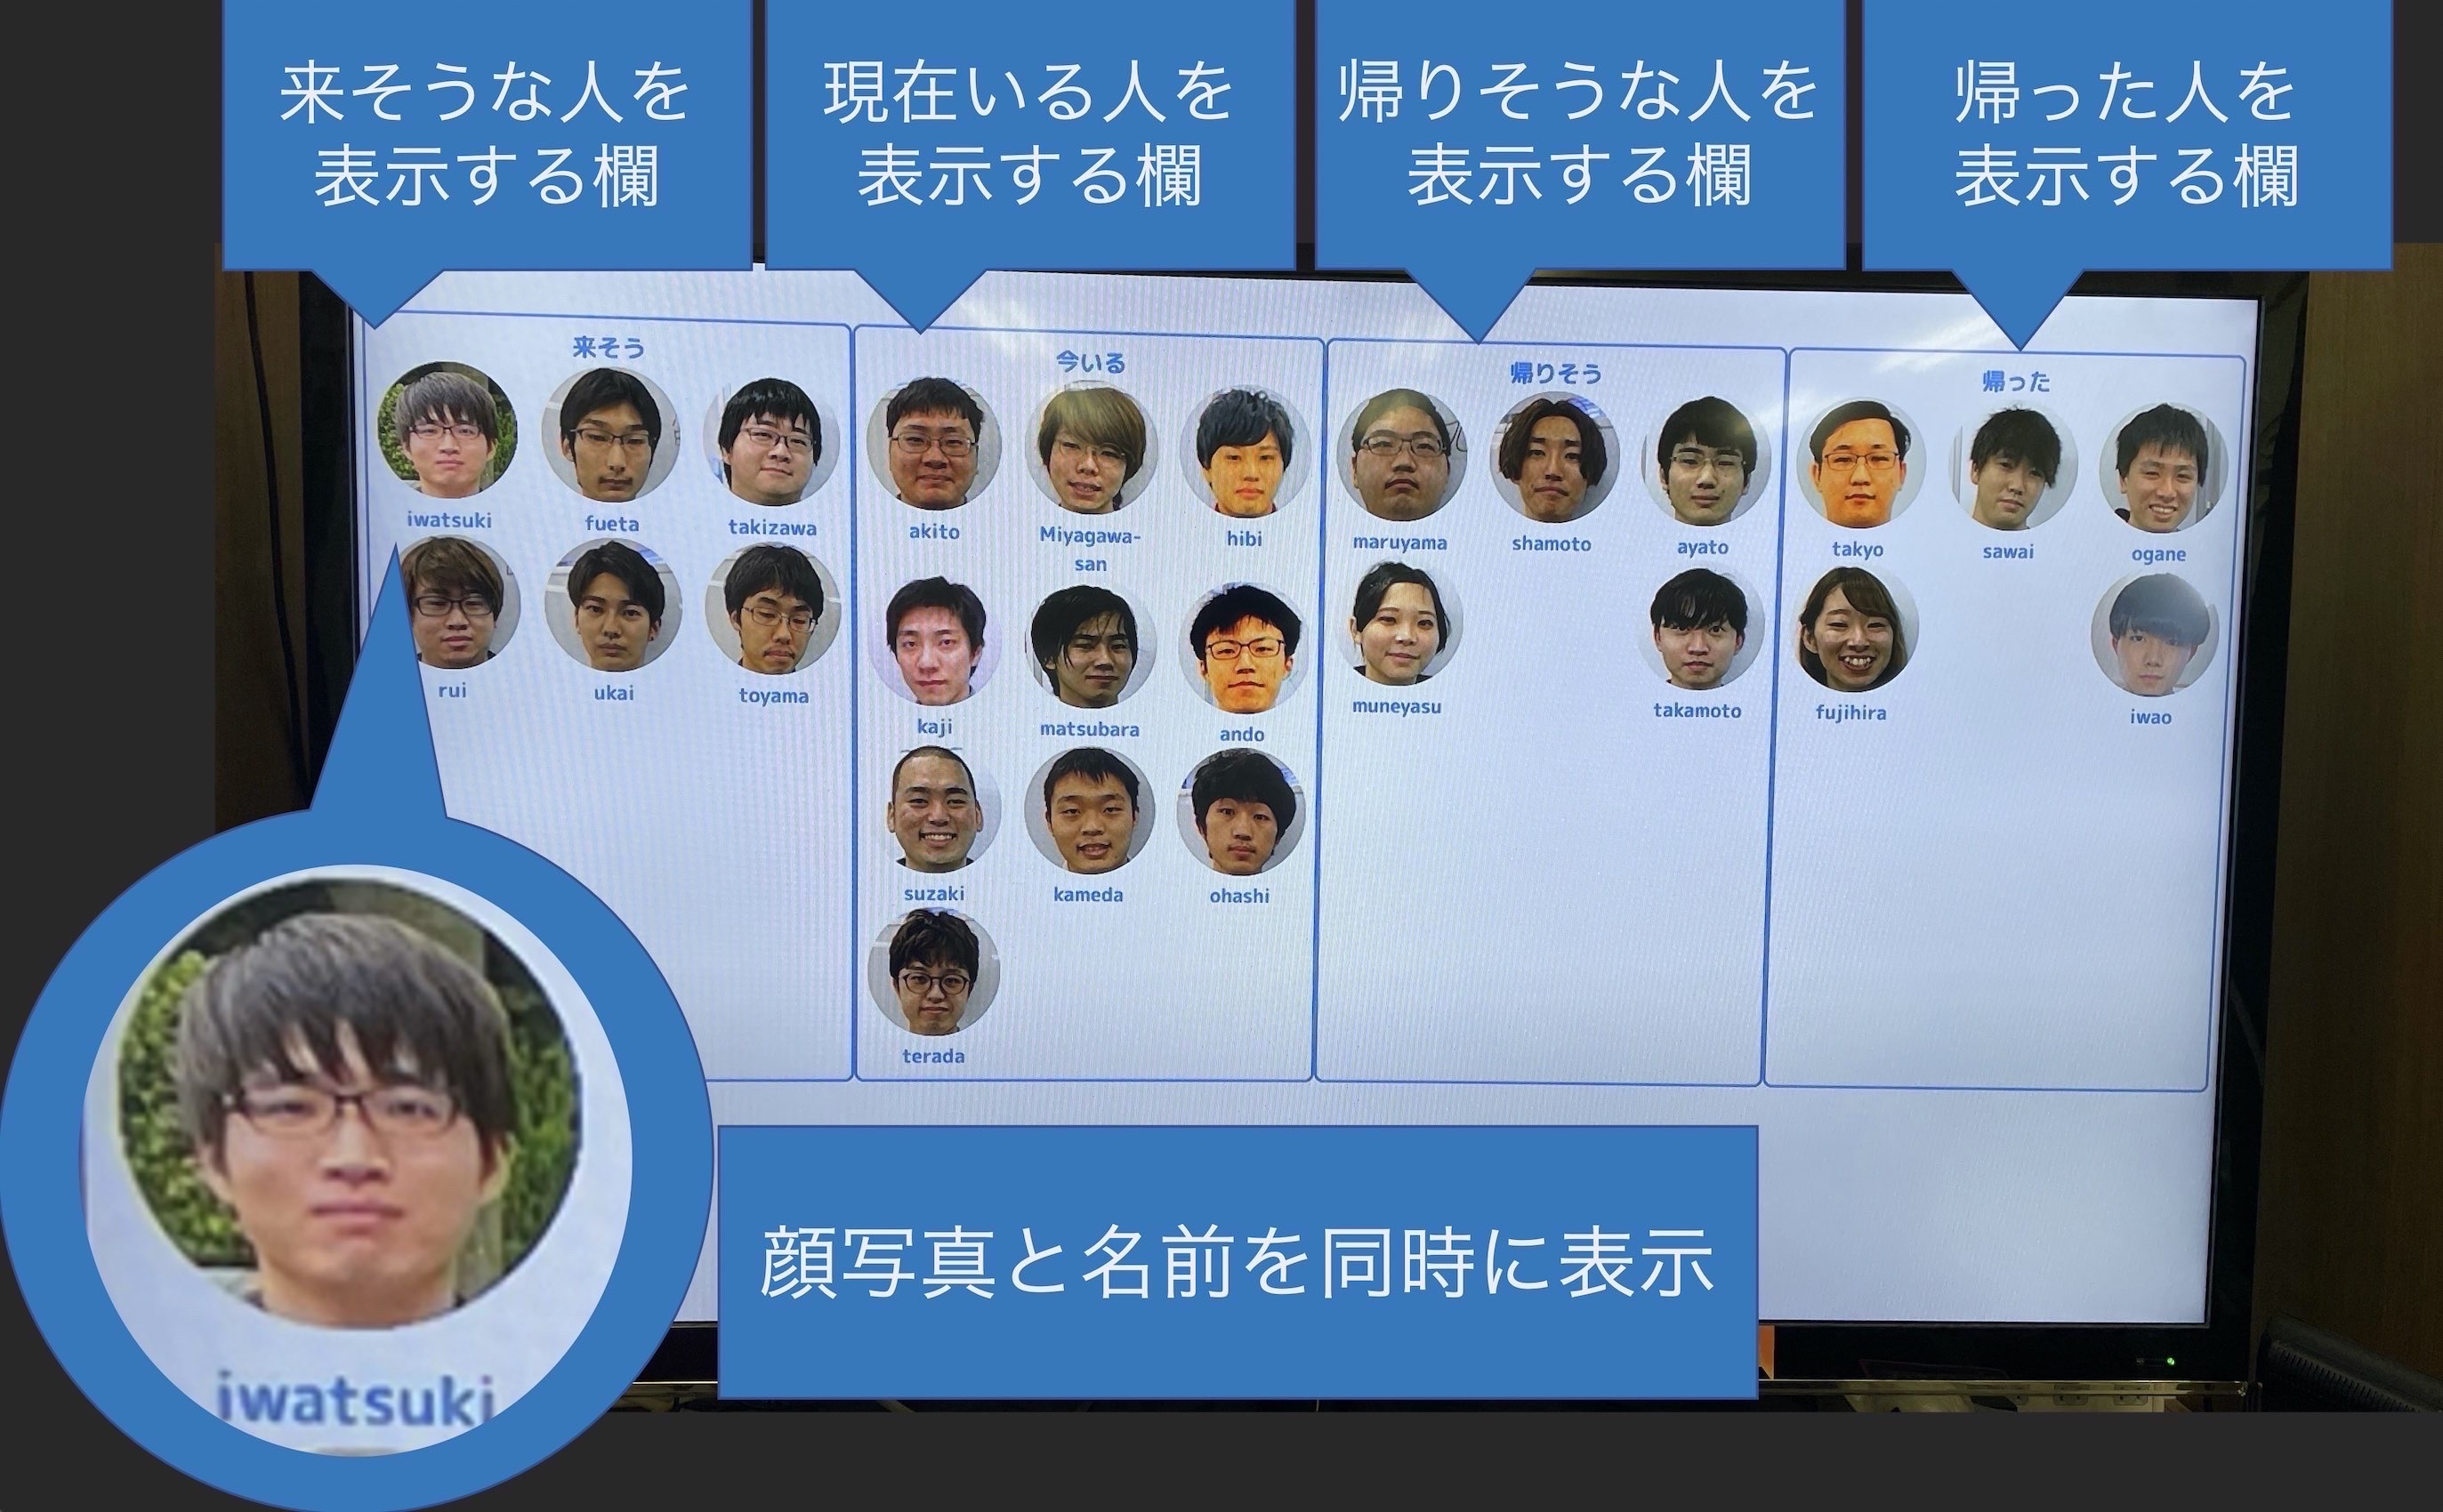 来そうな人を
表示する欄
現在いる人を
表示する欄
帰りそうな人を
表示する欄
帰った人を
表示する欄
来そう
iwatsuki
fueta
takizawa
rui
ukai
toyama
今いる
akito
Miyagawa-
san
hibi
kaji
matsubara
ando
suzaki
kameda
ohashi
terada
帰りそう
maruyama
shamoto
ayato
muneyasu
takamoto
帰った
takyo
sawai
ogane
fujihira
iwao
iwatsuki
顔写真と名前を同時に表示